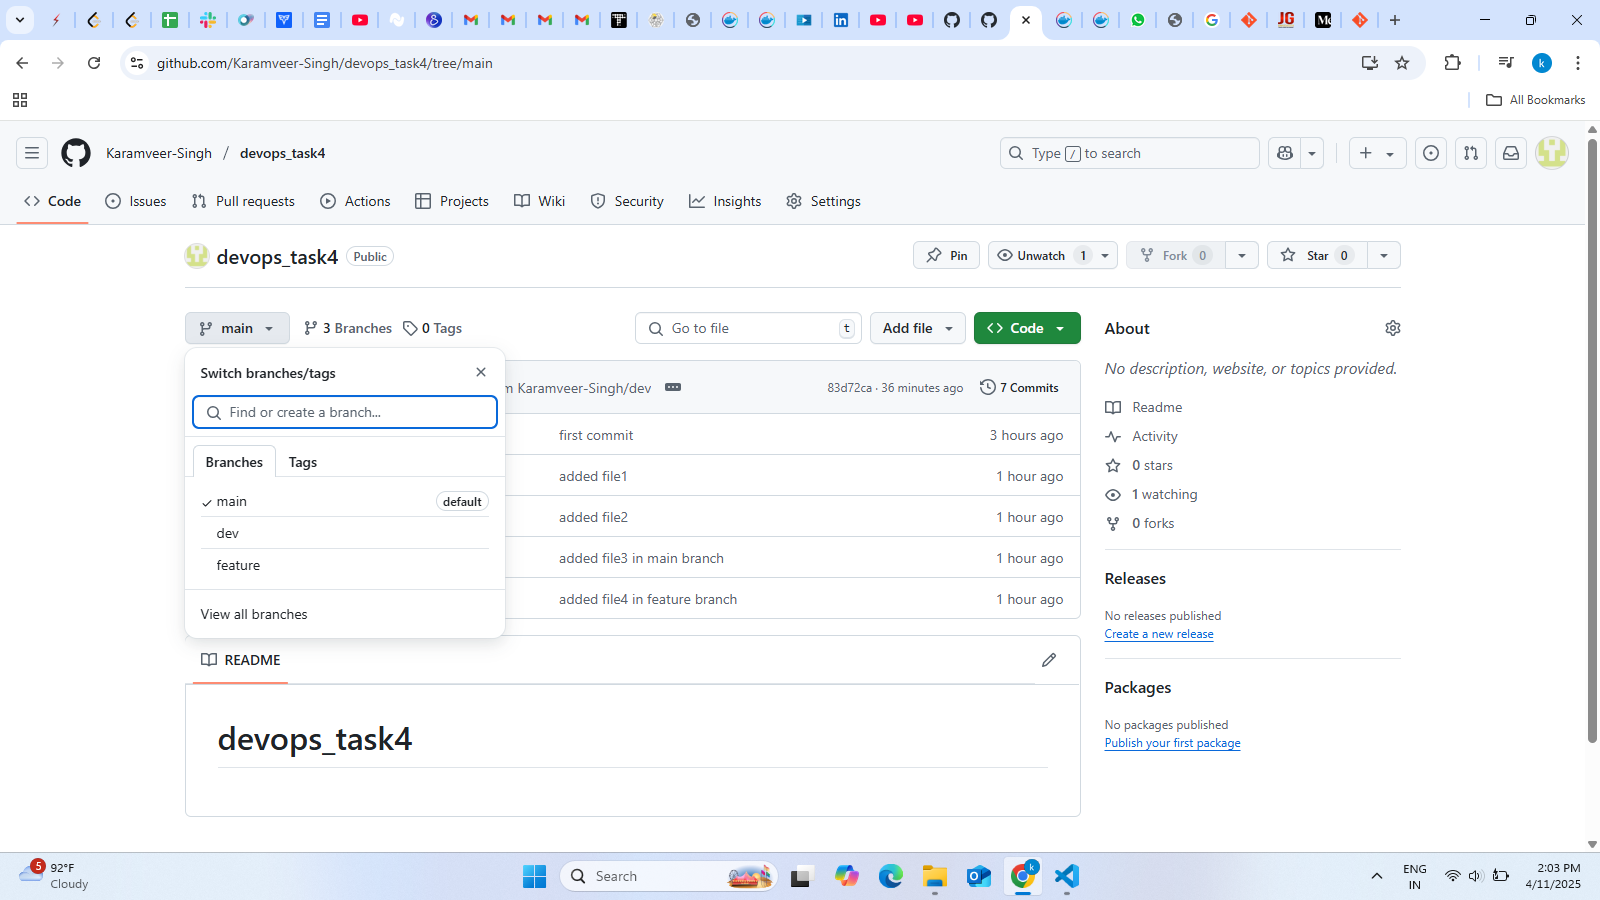 github.com/Karamveer-Singh/devops_task4/tree/main
k
All Bookmarks
Karamveer-Singh / devops_task4
Type / to search
Code Issues Pull requests Actions Projects Wiki Security Insights Settings
devops_task4 Public
Pin Unwatch 1 Fork 0 Star 0
main 3 Branches 0 Tags Go to file t Add file Code
Switch branches/tags
Find or create a branch...
Branches Tags
main default
dev
feature
View all branches
Karamveer-Singh/dev 83d72ca · 36 minutes ago 7 Commits
first commit 3 hours ago
added file1 1 hour ago
added file2 1 hour ago
added file3 in main branch 1 hour ago
added file4 in feature branch 1 hour ago
README
devops_task4
About
No description, website, or topics provided.
Readme
Activity
0 stars
1 watching
0 forks
Releases
No releases published
Create a new release
Packages
No packages published
Publish your first package
5 92°F
Cloudy
Search
k
ENG
IN
2:03 PM
4/11/2025